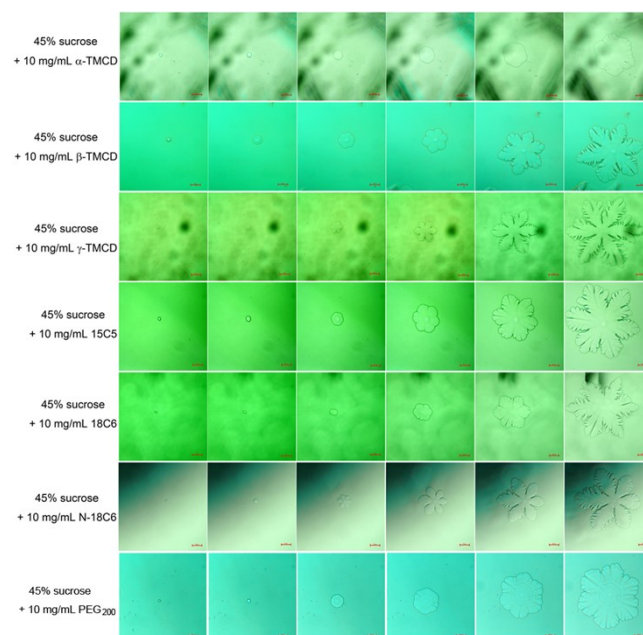 45% sucrose
+ 10 mg/mL α-TMCD
45% sucrose
+ 10 mg/mL β-TMCD
45% sucrose
+ 10 mg/mL γ-TMCD
45% sucrose
+ 10 mg/mL 15C5
45% sucrose
+ 10 mg/mL 18C6
45% sucrose
+ 10 mg/mL N-18C6
45% sucrose
+ 10 mg/mL PEG₂₀₀